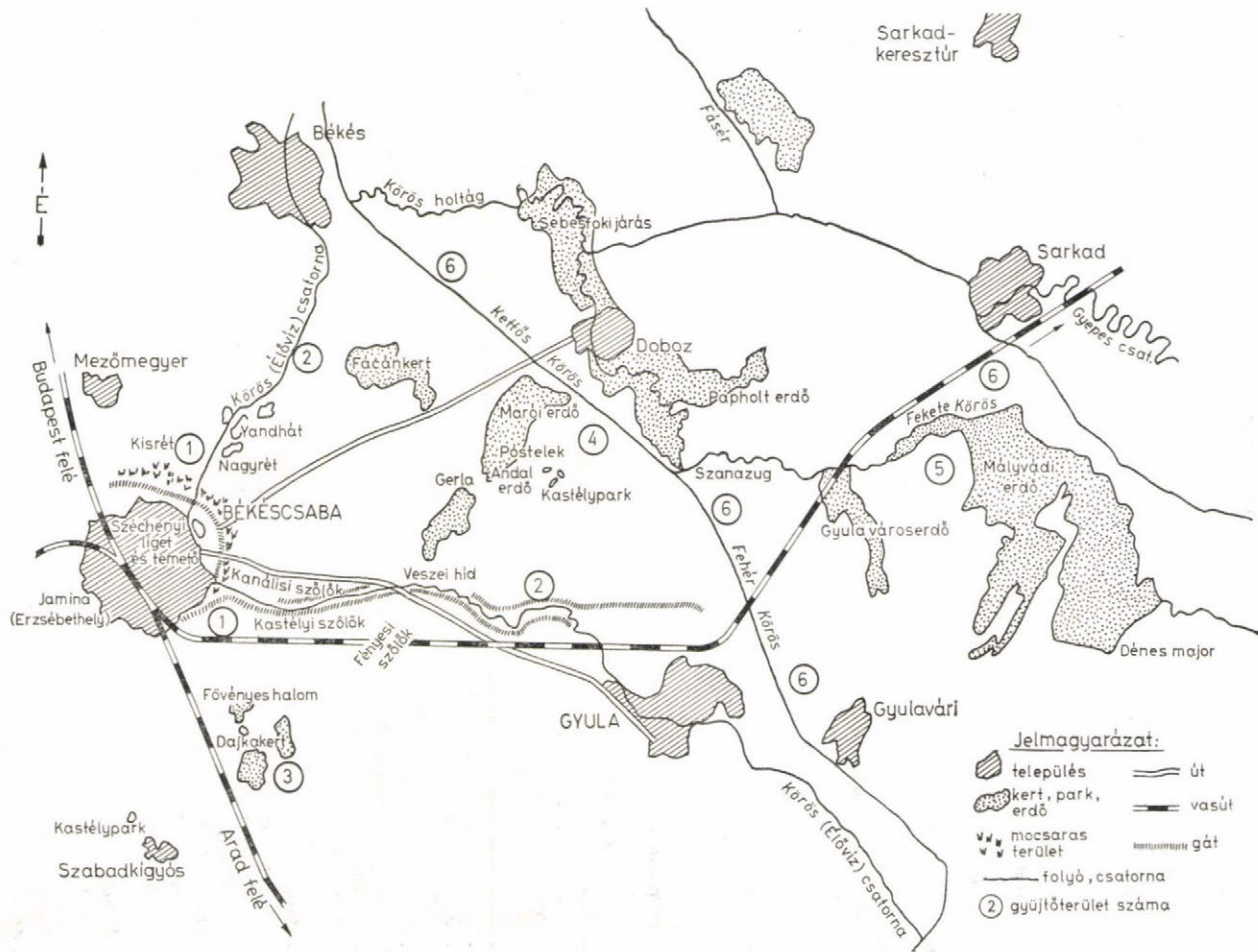 Sarkad-
keresztúr
Fásér
Békés
É
Körös holtág
Sebesfoki járás
Sarkad
Gyepes csat.
6
Kettős Körös
Körös (Élővíz) csatorna
2
Mezőmegyer
Budapest felé
Fácánkert
Doboz
Papholt erdő
6
Fekete Körös
Marói erdő
4
Yandhát
Kisrét
1
Nagyrét
Póstelek
Andal
erdő
Kastélypark
Szanazug
5
Mályvádi
erdő
Gerla
BÉKÉSCSABA
Széchenyi
liget
és temető
6
Gyula városerdő
Fehér Körös
Veszei híd
2
Kanálisi szőlők
Jamina
(Erzsébethely)
1
Kastélyi szőlők
Fényesi
szőlők
Dénes major
6
Fövényes halom
GYULA
Gyulavári
Dajkakert
3
Körös (Élővíz) csatorna
Kastélypark
Szabadkígyós
Arad felé
Jelmagyarázat:
település
út
kert, park,
erdő
vasút
mocsaras
terület
gát
folyó, csatorna
2 gyüjtőterület száma